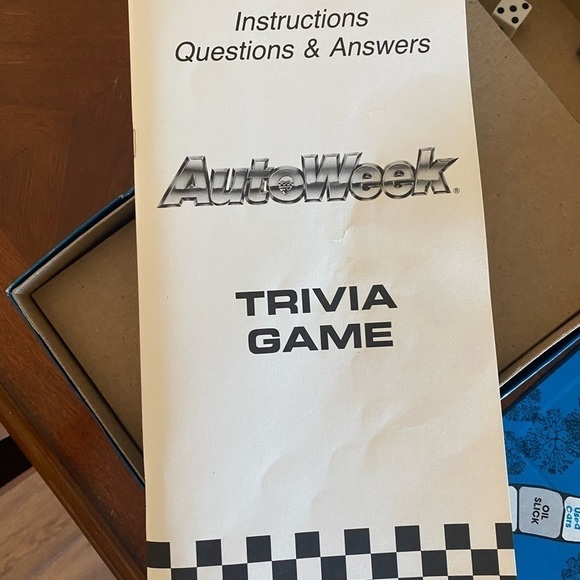 Instructions
Questions & Answers
AutoWeek®
TRIVIA
GAME
OIL
SLICK
Used
Cars